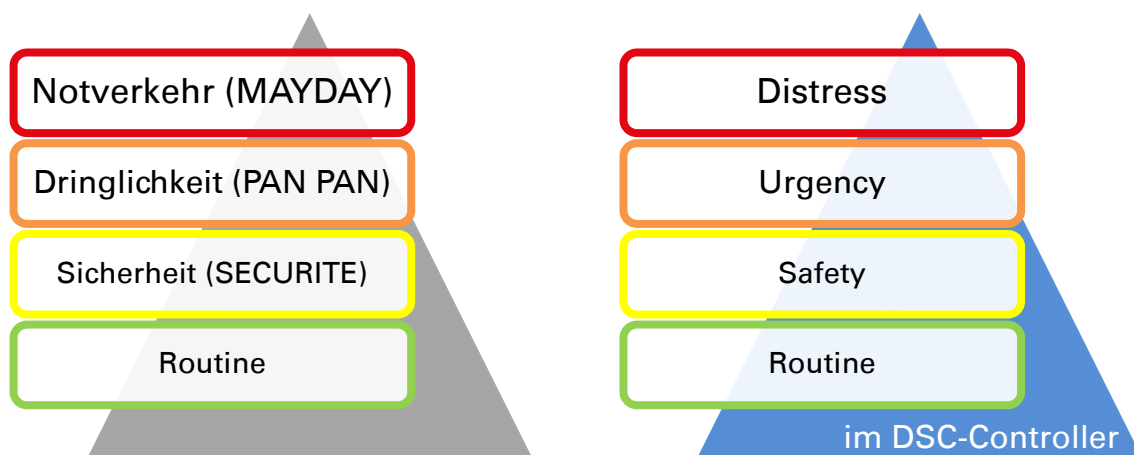 Notverkehr (MAYDAY)
Dringlichkeit (PAN PAN)
Sicherheit (SECURITE)
Routine
Distress
Urgency
Safety
Routine
im DSC-Controller